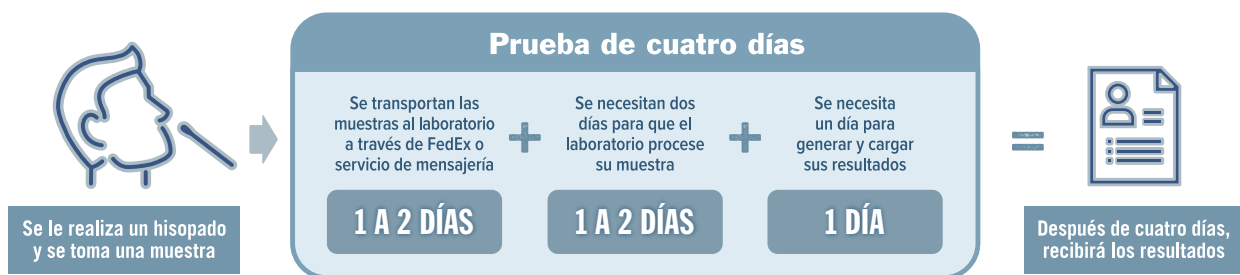 Prueba de cuatro días
Se transportan las
muestras al laboratorio
a través de FedEx o
servicio de mensajería
+
Se necesitan dos
días para que el
laboratorio procese
su muestra
+
Se necesita
un día para
generar y cargar
sus resultados
=
1 A 2 DÍAS
1 A 2 DÍAS
1 DÍA
Se le realiza un hisopado
y se toma una muestra
Después de cuatro días,
recibirá los resultados